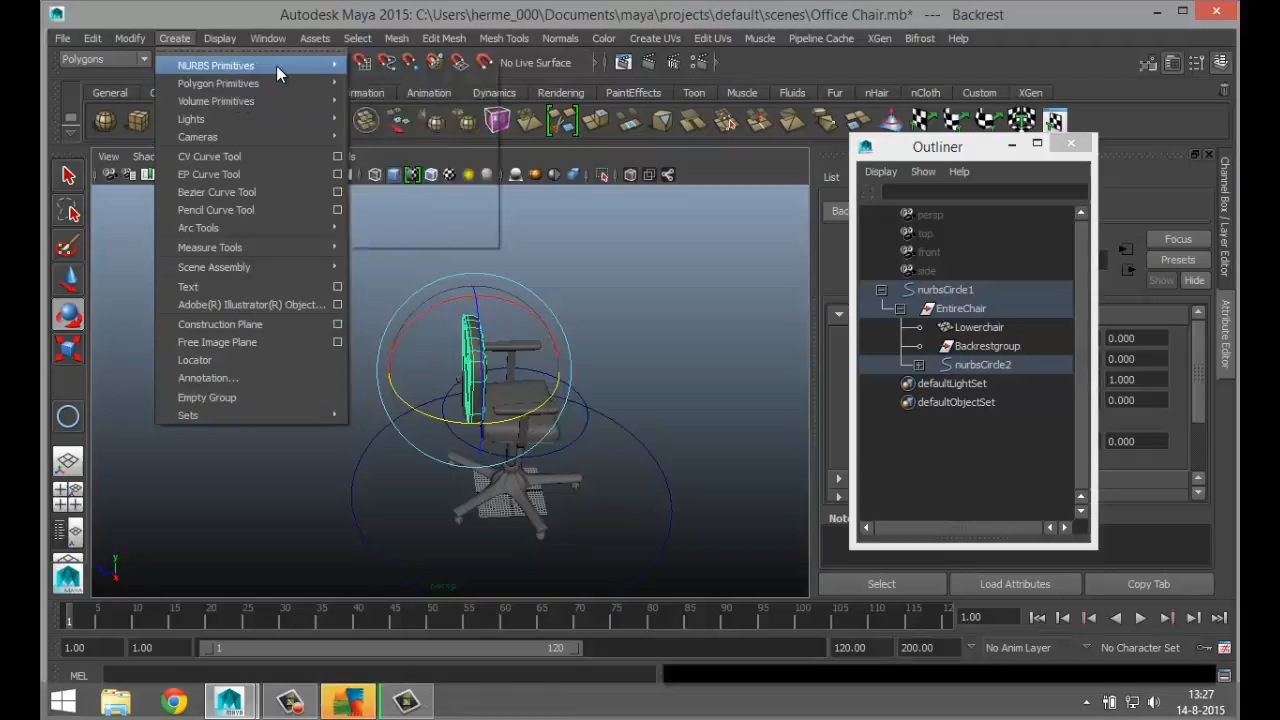 Autodesk Maya 2015: C:\Users\herme_000\Documents\maya\projects\default\scenes\Office Chair.mb* --- Backrest
File Edit Modify Create Display Window Assets Select Mesh Edit Mesh Mesh Tools Normals Color Create UVs Edit UVs Muscle Pipeline Cache XGen Bifrost Help
Polygons
No Live Surface
General
Animation Dynamics Rendering PaintEffects Toon Muscle Fluids Fur nHair nCloth Custom XGen
NURBS Primitives
Polygon Primitives
Volume Primitives
Lights
Cameras
CV Curve Tool
EP Curve Tool
Bezier Curve Tool
Pencil Curve Tool
Arc Tools
Measure Tools
Scene Assembly
Text
Adobe(R) Illustrator(R) Object...
Construction Plane
Free Image Plane
Locator
Annotation...
Empty Group
Sets
View
persp
Outliner
Display Show Help
persp
top
front
side
nurbsCircle1
EntireChair
Lowerchair
Backrestgroup
nurbsCircle2
defaultLightSet
defaultObjectSet
List
Focus
Presets
Show Hide
0.000
0.000
1.000
0.000
0.000
Select Load Attributes Copy Tab
Channel Box / Layer Editor
Attribute Editor
5 10 15 20 25 30 35 40 45 50 55 60 65 70 75 80 85 90 95 100 105 110 115 12
1
1.00
1.00 1.00 1 120 120.00 200.00 No Anim Layer No Character Set
MEL
13:27
14-8-2015